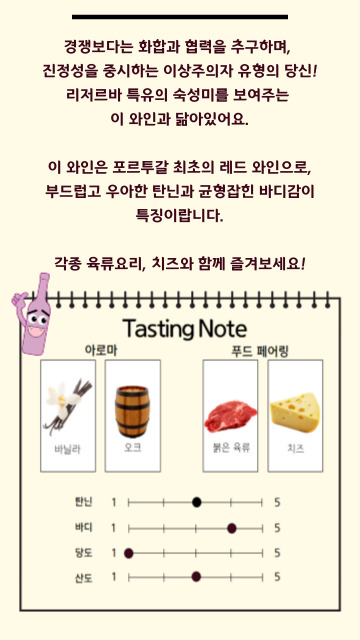 경쟁보다는 화합과 협력을 추구하며,
진정성을 중시하는 이상주의자 유형의 당신!
리저르바 특유의 숙성미를 보여주는
이 와인과 닮아있어요.
이 와인은 포르투갈 최초의 레드 와인으로,
부드럽고 우아한 탄닌과 균형잡힌 바디감이
특징이랍니다.
각종 육류요리, 치즈와 함께 즐겨보세요!
Tasting Note
아로마 푸드 페어링
바닐라 오크 붉은 육류 치즈
탄닌 1 5
바디 1 5
당도 1 5
산도 1 5